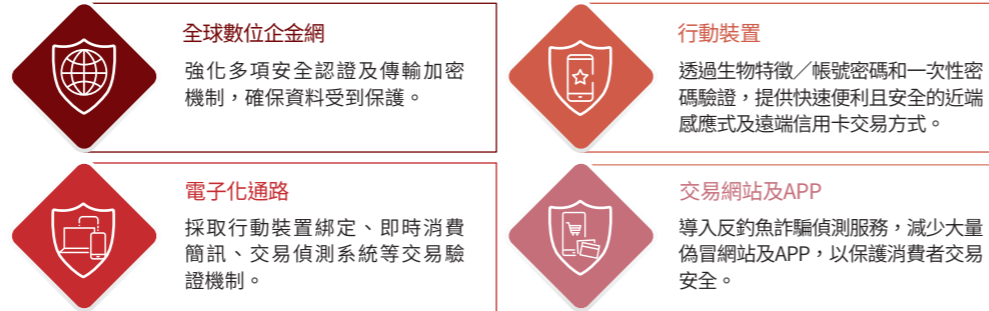 全球數位企金網
強化多項安全認證及傳輸加密
機制，確保資料受到保護。
行動裝置
透過生物特徵／帳號密碼和一次性密
碼驗證，提供快速便利且安全的近端
感應式及遠端信用卡交易方式。
電子化通路
採取行動裝置綁定、即時消費
簡訊、交易偵測系統等交易驗
證機制。
交易網站及APP
導入反釣魚詐騙偵測服務，減少大量
偽冒網站及APP，以保護消費者交易
安全。